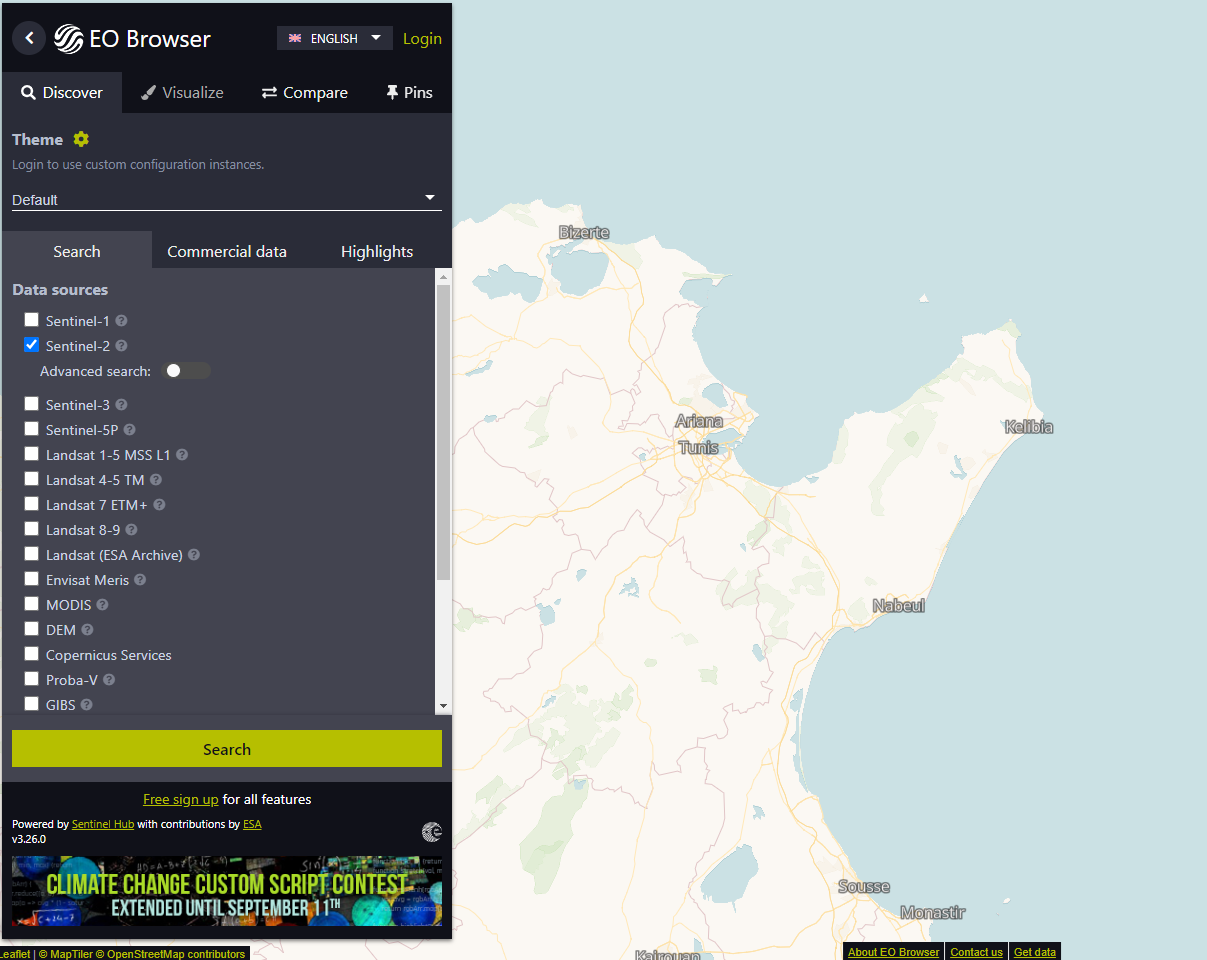 EO Browser
ENGLISH
Login
Discover
Visualize
Compare
Pins
Theme
Login to use custom configuration instances.
Default
Search
Commercial data
Highlights
Data sources
Sentinel-1
Sentinel-2
Advanced search:
Sentinel-3
Sentinel-5P
Landsat 1-5 MSS L1
Landsat 4-5 TM
Landsat 7 ETM+
Landsat 8-9
Landsat (ESA Archive)
Envisat Meris
MODIS
DEM
Copernicus Services
Proba-V
GIBS
Search
Free sign up for all features
Powered by Sentinel Hub with contributions by ESA
v3.26.0
CLIMATE CHANGE CUSTOM SCRIPT CONTEST
EXTENDED UNTIL SEPTEMBER 11TH
Leaflet | © MapTiler © OpenStreetMap contributors
Bizerte
Ariana
Tunis
Kelibia
Nabeul
Sousse
Monastir
Kairouan
About EO Browser
Contact us
Get data